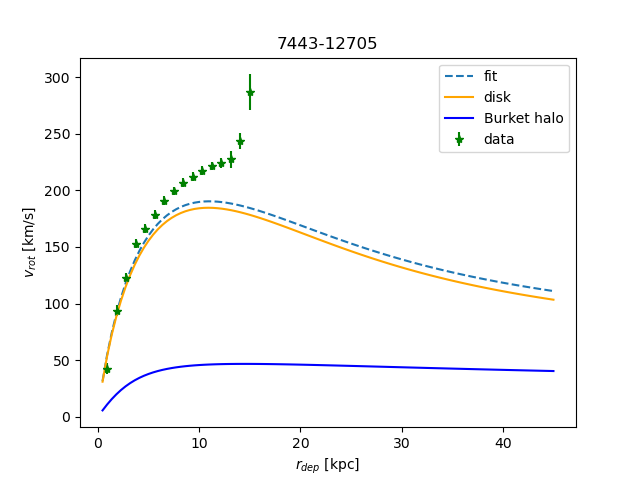 7443-12705
300
250
200
150
100
50
0
v_rot [km/s]
fit
disk
Burket halo
data
0 10 20 30 40
r_dep [kpc]